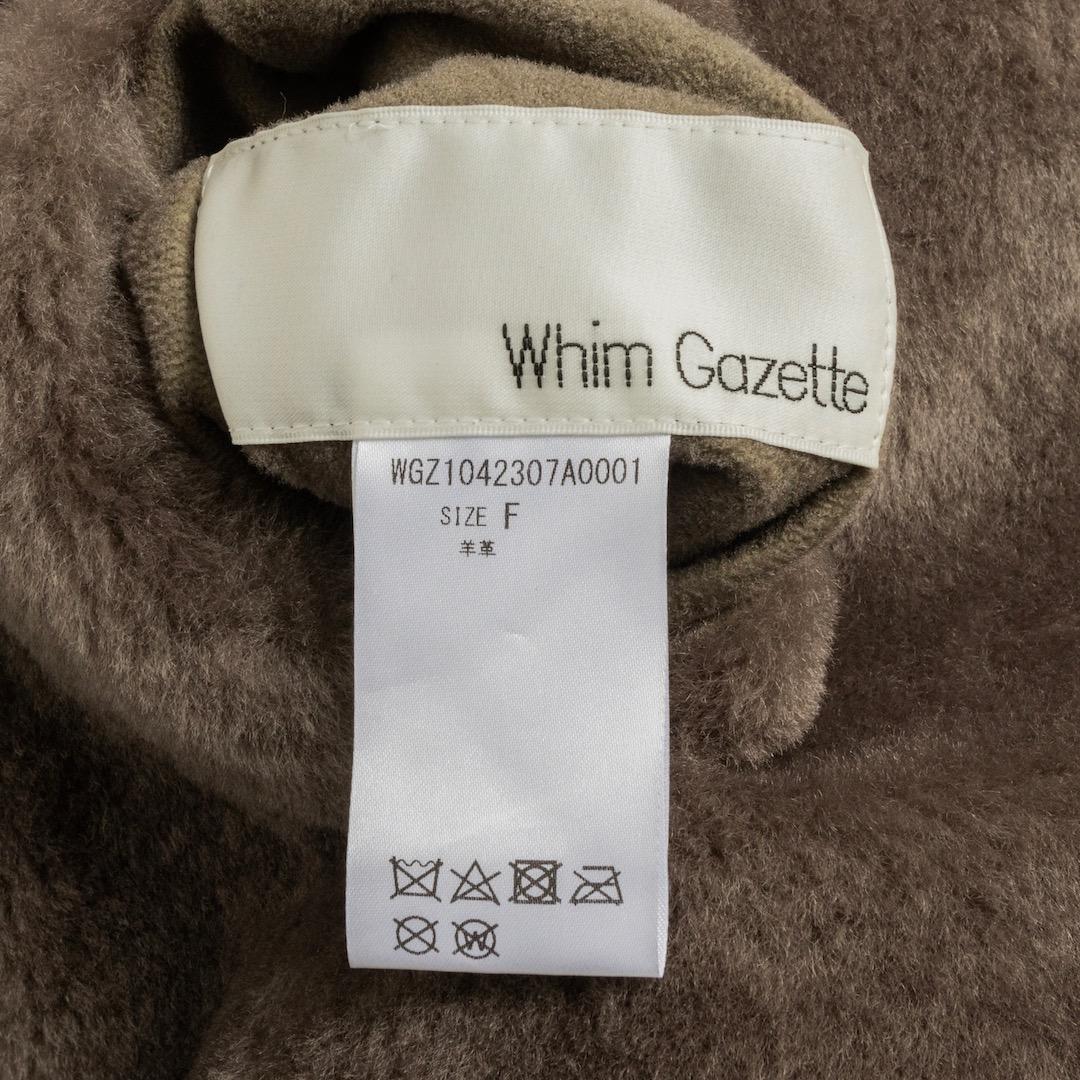 Whim Gazette
WGZ1042307A0001
SIZE F
羊革
W